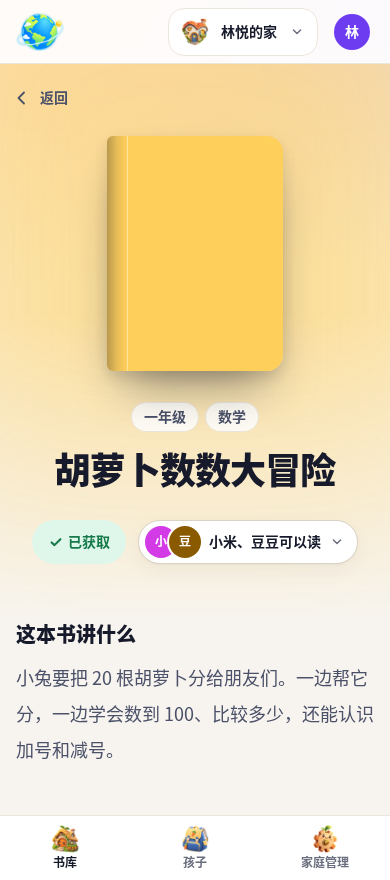 林悦的家
林
返回
一年级 数学
胡萝卜数数大冒险
已获取
小 豆 小米、豆豆可以读
这本书讲什么
小兔要把 20 根胡萝卜分给朋友们。一边帮它
分，一边学会数到 100、比较多少，还能认识
加号和减号。
书库 孩子 家庭管理